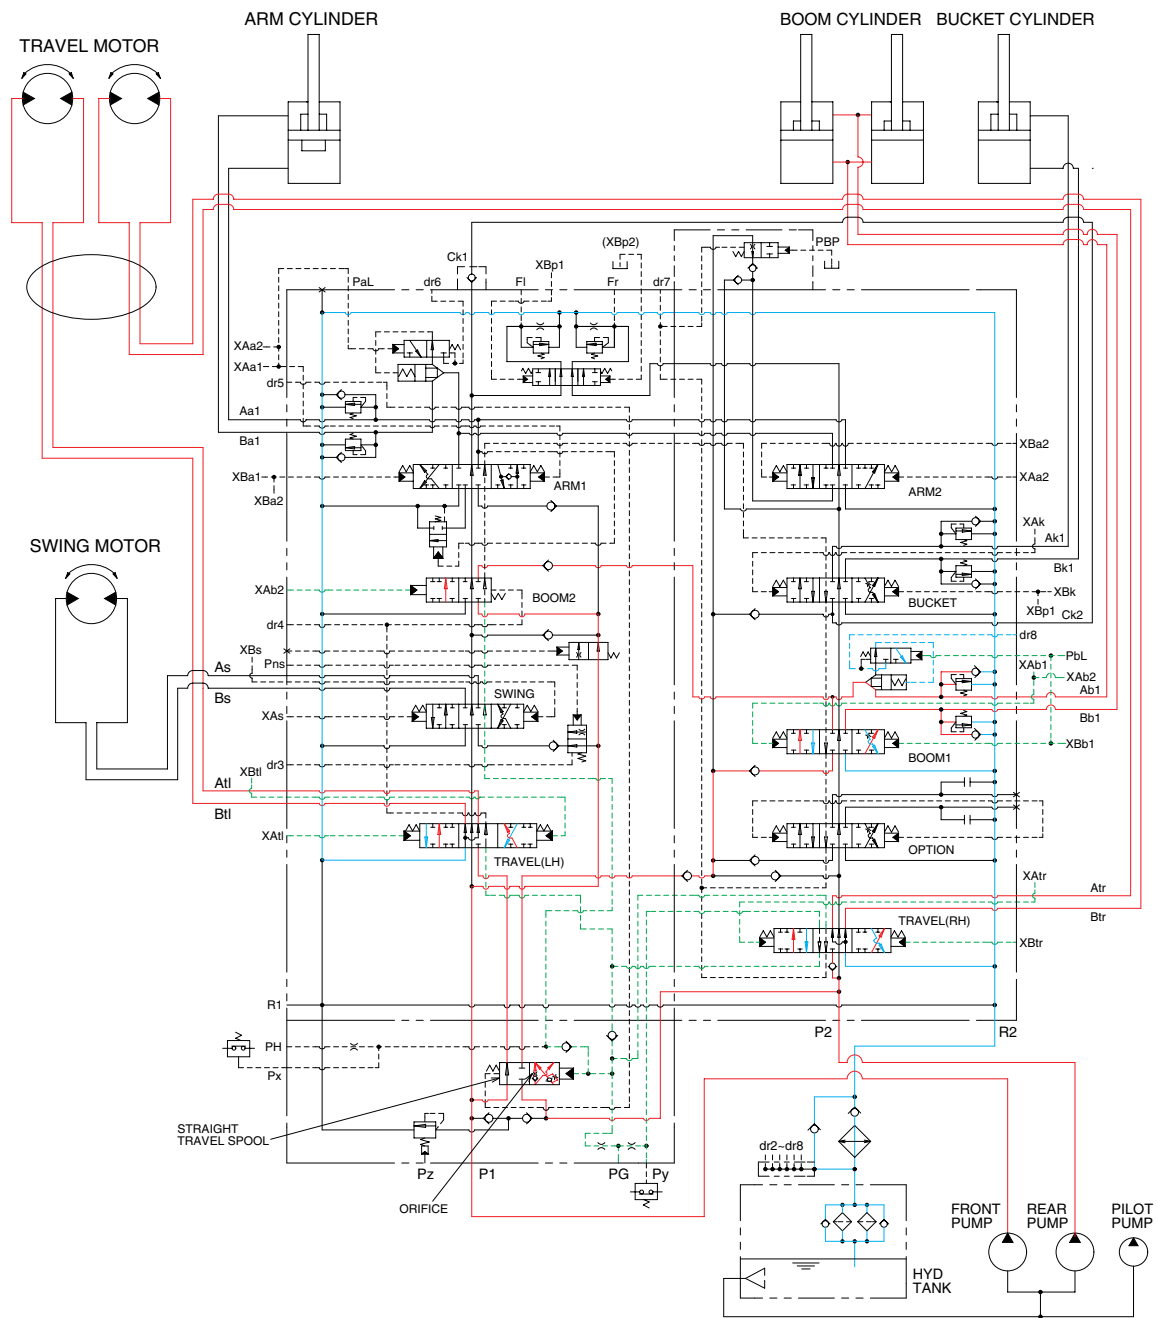 ARM CYLINDER
BOOM CYLINDER
BUCKET CYLINDER
TRAVEL MOTOR
(XBp2)
PBP
Ck1
XBp1
PaL
dr6
Fl
Fr
dr7
XAa2
XAa1
dr5
Aa1
Ba1
XBa2
XBa1
ARM1
XAa2
ARM2
XBa2
XAk
Ak1
SWING MOTOR
Bk1
XAb2
BOOM2
BUCKET
XBk
XBp1
Ck2
dr4
dr8
XBs
Pns
PbL
XAb1
XAb2
As
Bs
SWING
Ab1
XAs
Bb1
XBb1
BOOM1
dr3
XBtl
Atl
Btl
XAtl
TRAVEL(LH)
OPTION
XAtr
Atr
TRAVEL(RH)
Btr
XBtr
R1
P2
R2
PH
Px
STRAIGHT
TRAVEL SPOOL
dr2~dr8
Pz
P1
PG
Py
ORIFICE
FRONT
PUMP
REAR
PUMP
PILOT
PUMP
HYD
TANK